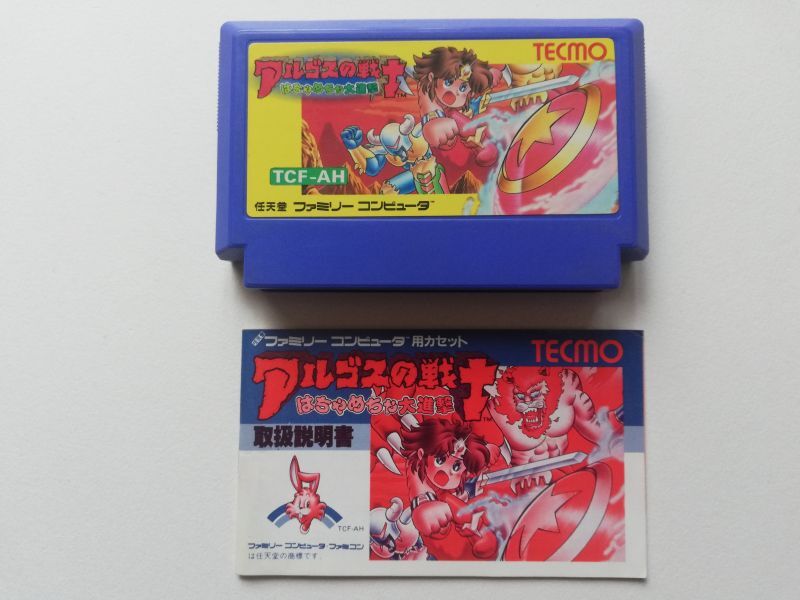 TECMO
アルゴスの戦士
はちゃめちゃ大進撃
TM
TCF-AH
任天堂 ファミリー コンピュータ
ファミリー コンピュータ 用カセット
TECMO
アルゴスの戦士
はちゃめちゃ大進撃
TM
取扱説明書
TCF-AH
ファミリー コンピュータ・ファミコン
は任天堂の商標です。